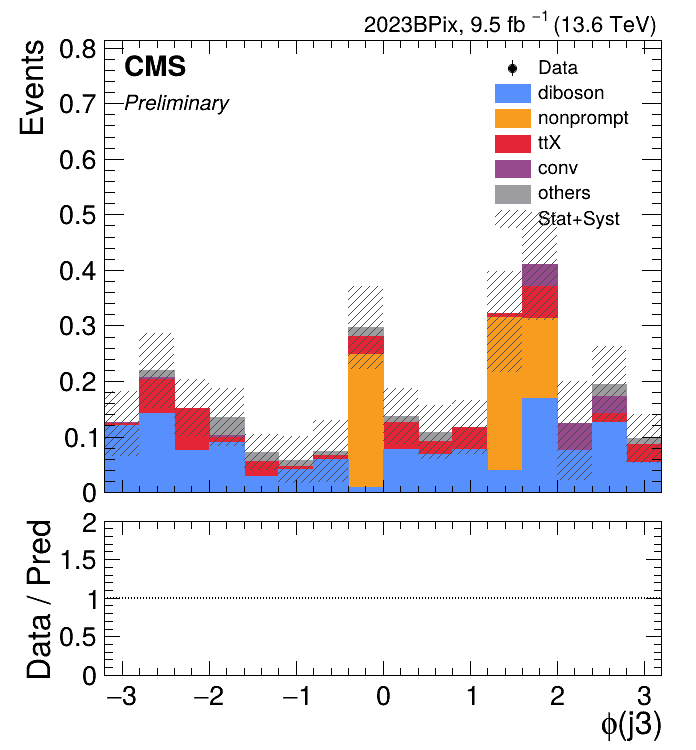 2023BPix, 9.5 fb⁻¹ (13.6 TeV)
CMS
Preliminary
Events
Data
diboson
nonprompt
ttX
conv
others
Stat+Syst
0.8
0.7
0.6
0.5
0.4
0.3
0.2
0.1
0
Data / Pred
2
1.5
1
0.5
0
−3 −2 −1 0 1 2 3
ϕ(j3)